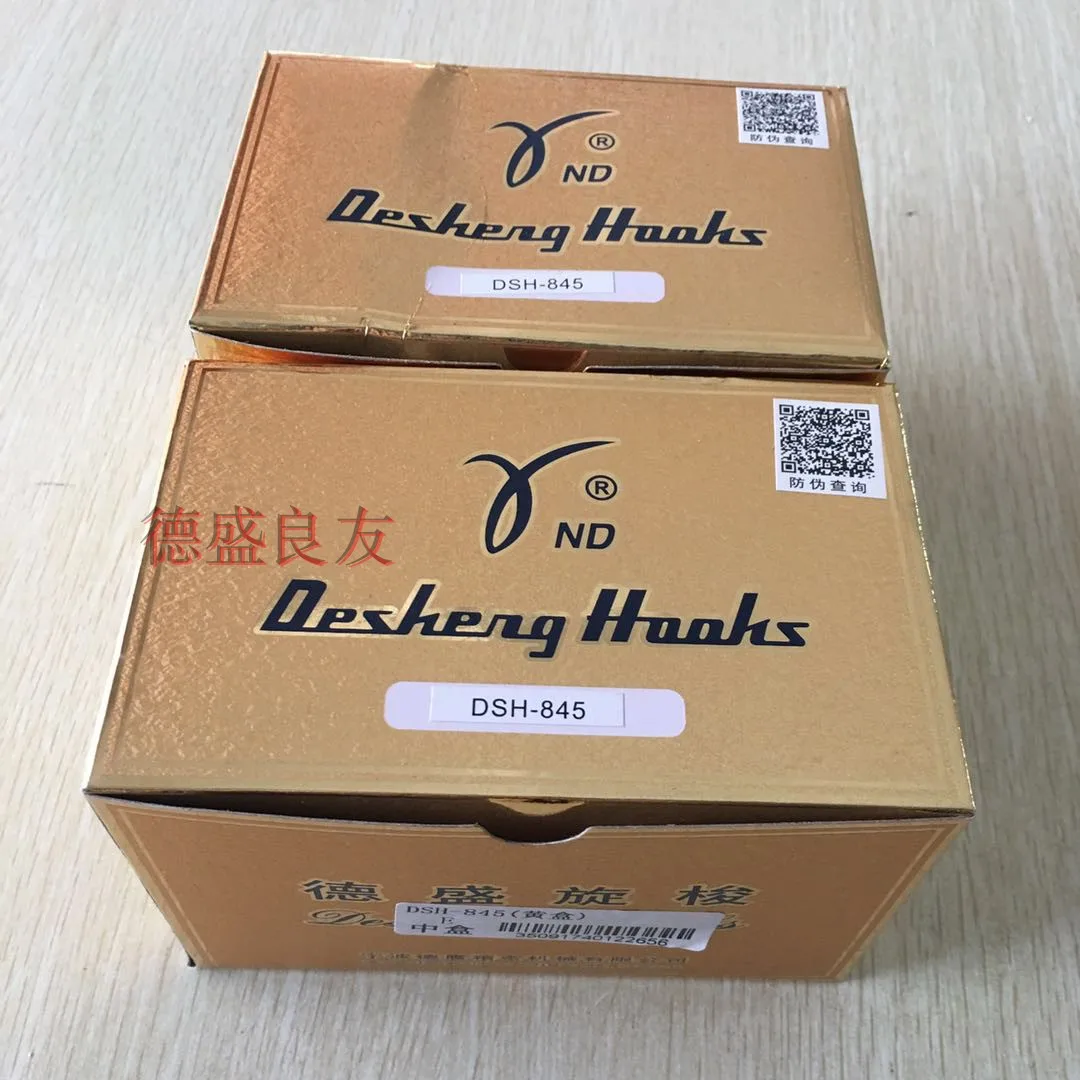 ®
ND
防伪查询
Desheng Hooks
DSH-845
®
ND
防伪查询
德盛良友
Desheng Hooks
DSH-845
德盛旋梭
DSH-845(黄盒)
E
中盒
35091740122656